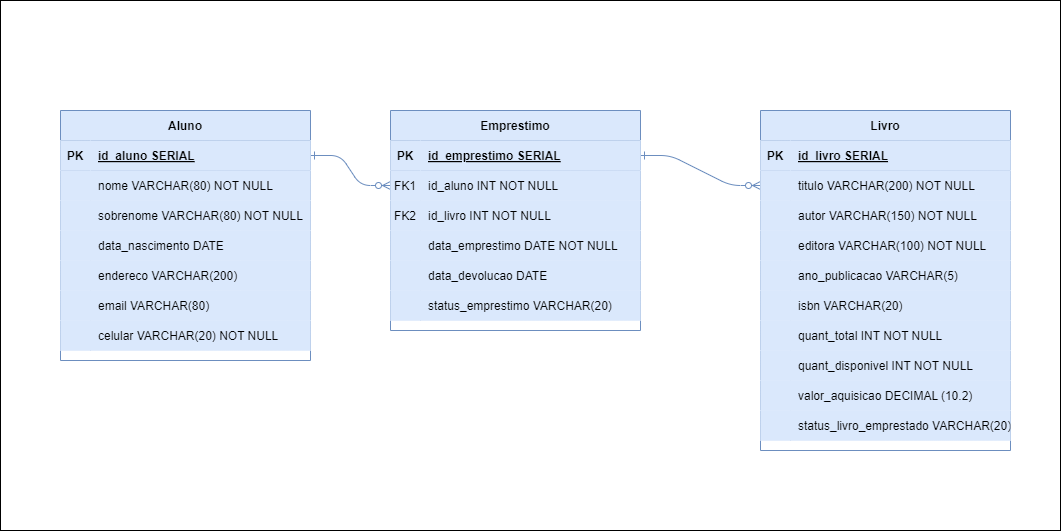 Aluno
PK id_aluno SERIAL
nome VARCHAR(80) NOT NULL
sobrenome VARCHAR(80) NOT NULL
data_nascimento DATE
endereco VARCHAR(200)
email VARCHAR(80)
celular VARCHAR(20) NOT NULL
Emprestimo
PK id_emprestimo SERIAL
FK1 id_aluno INT NOT NULL
FK2 id_livro INT NOT NULL
data_emprestimo DATE NOT NULL
data_devolucao DATE
status_emprestimo VARCHAR(20)
Livro
PK id_livro SERIAL
titulo VARCHAR(200) NOT NULL
autor VARCHAR(150) NOT NULL
editora VARCHAR(100) NOT NULL
ano_publicacao VARCHAR(5)
isbn VARCHAR(20)
quant_total INT NOT NULL
quant_disponivel INT NOT NULL
valor_aquisicao DECIMAL (10.2)
status_livro_emprestado VARCHAR(20)